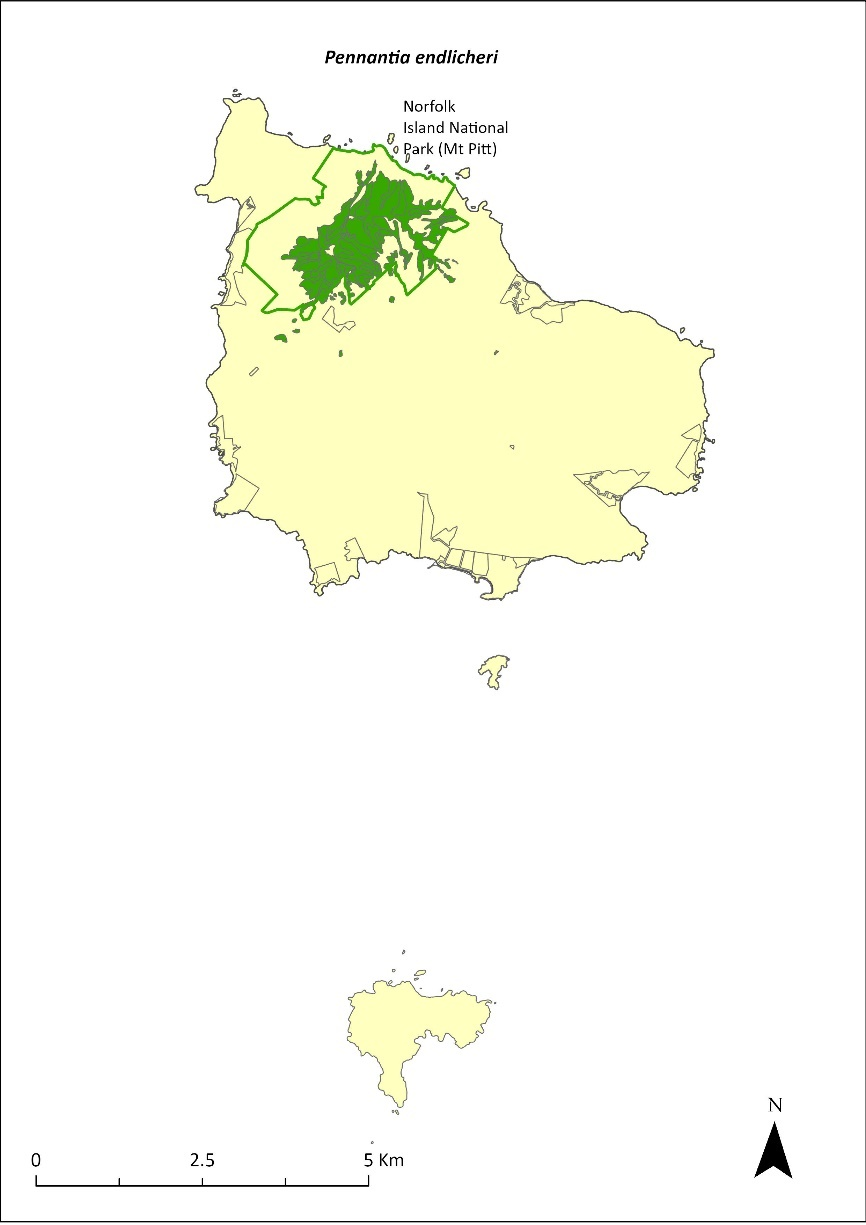 Pennantia endlicheri
Norfolk
Island National
Park (Mt Pitt)
N
0 2.5 5 Km